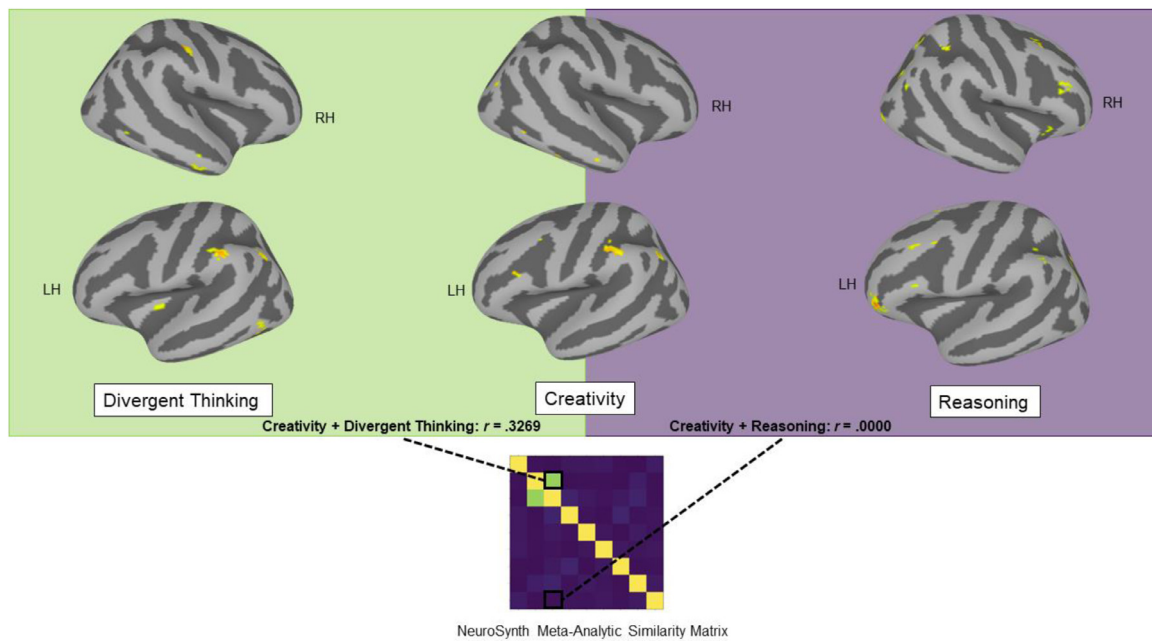 RH
RH
RH
LH
LH
LH
Divergent Thinking
Creativity
Reasoning
Creativity + Divergent Thinking: r = .3269
Creativity + Reasoning: r = .0000
NeuroSynth Meta-Analytic Similarity Matrix